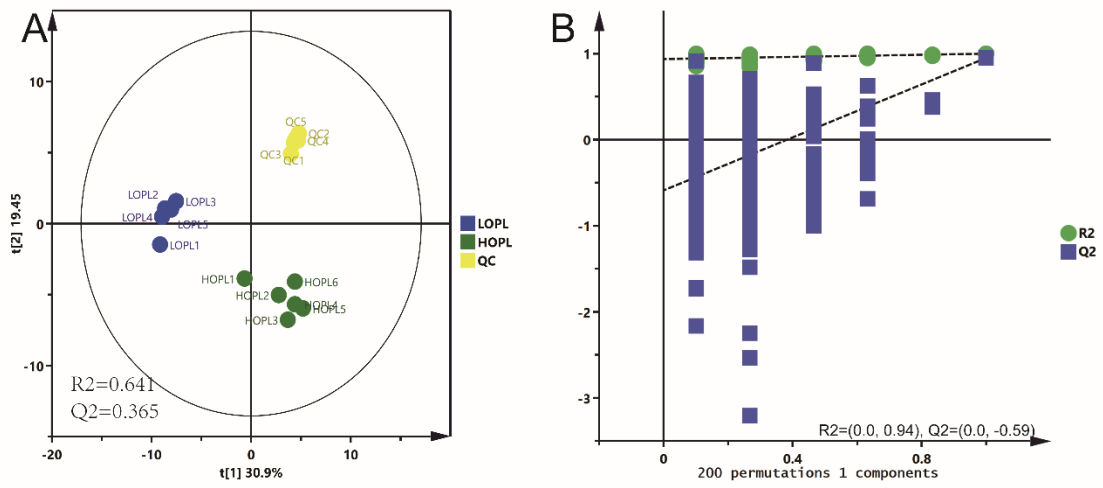 A
10
0
-10
t[2] 19.45
QC5
QC2
QC4
QC3
QC1
LOPL2
LOPL3
LOPL4
LOPL5
LOPL1
HOPL1
HOPL6
HOPL2
HOPL4
HOPL5
HOPL3
R2=0.641
Q2=0.365
-20
-10
0
10
t[1] 30.9%
LOPL
HOPL
QC
B
1
0
-1
-2
-3
R2=(0.0, 0.94), Q2=(0.0, -0.59)
0
0.4
0.8
200 permutations 1 components
R2
Q2